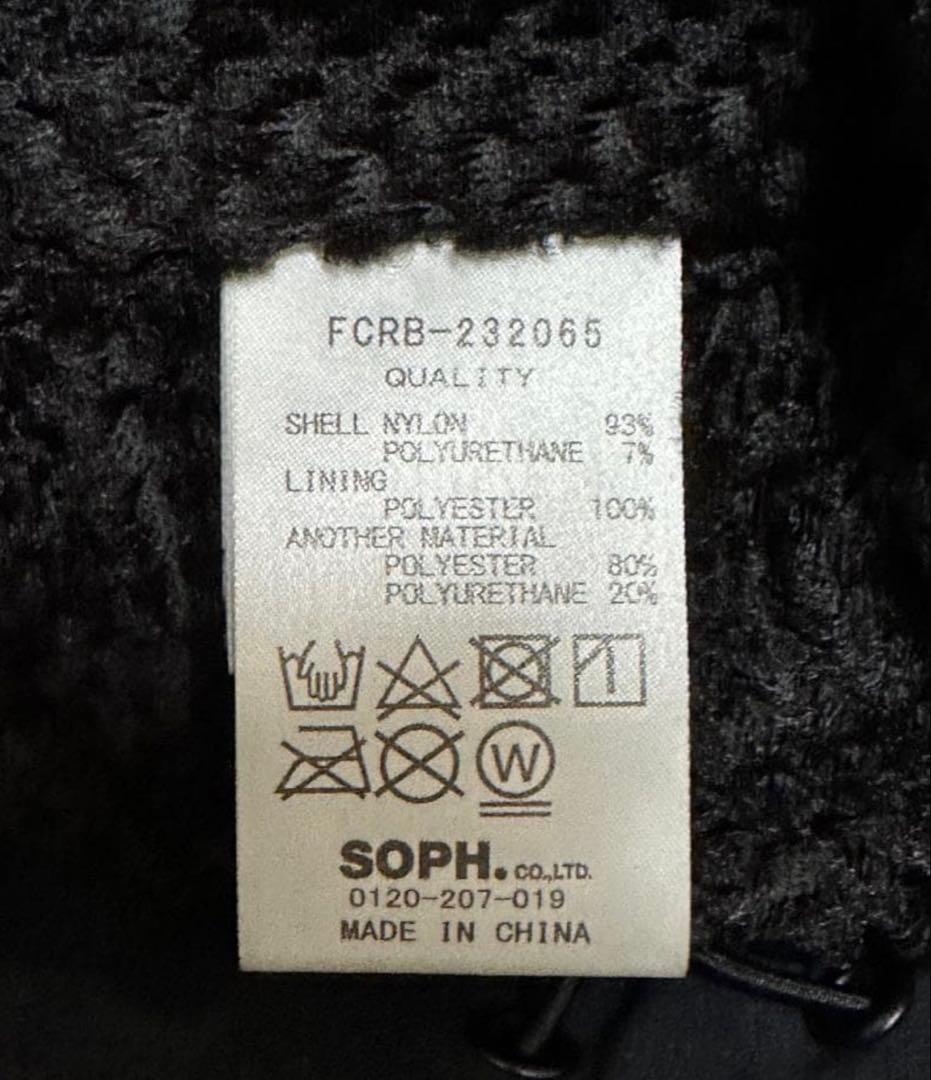 FCRB-232065
QUALITY
SHELL NYLON 93%
POLYURETHANE 7%
LINING
POLYESTER 100%
ANOTHER MATERIAL
POLYESTER 80%
POLYURETHANE 20%
W
SOPH. CO.,LTD.
0120-207-019
MADE IN CHINA